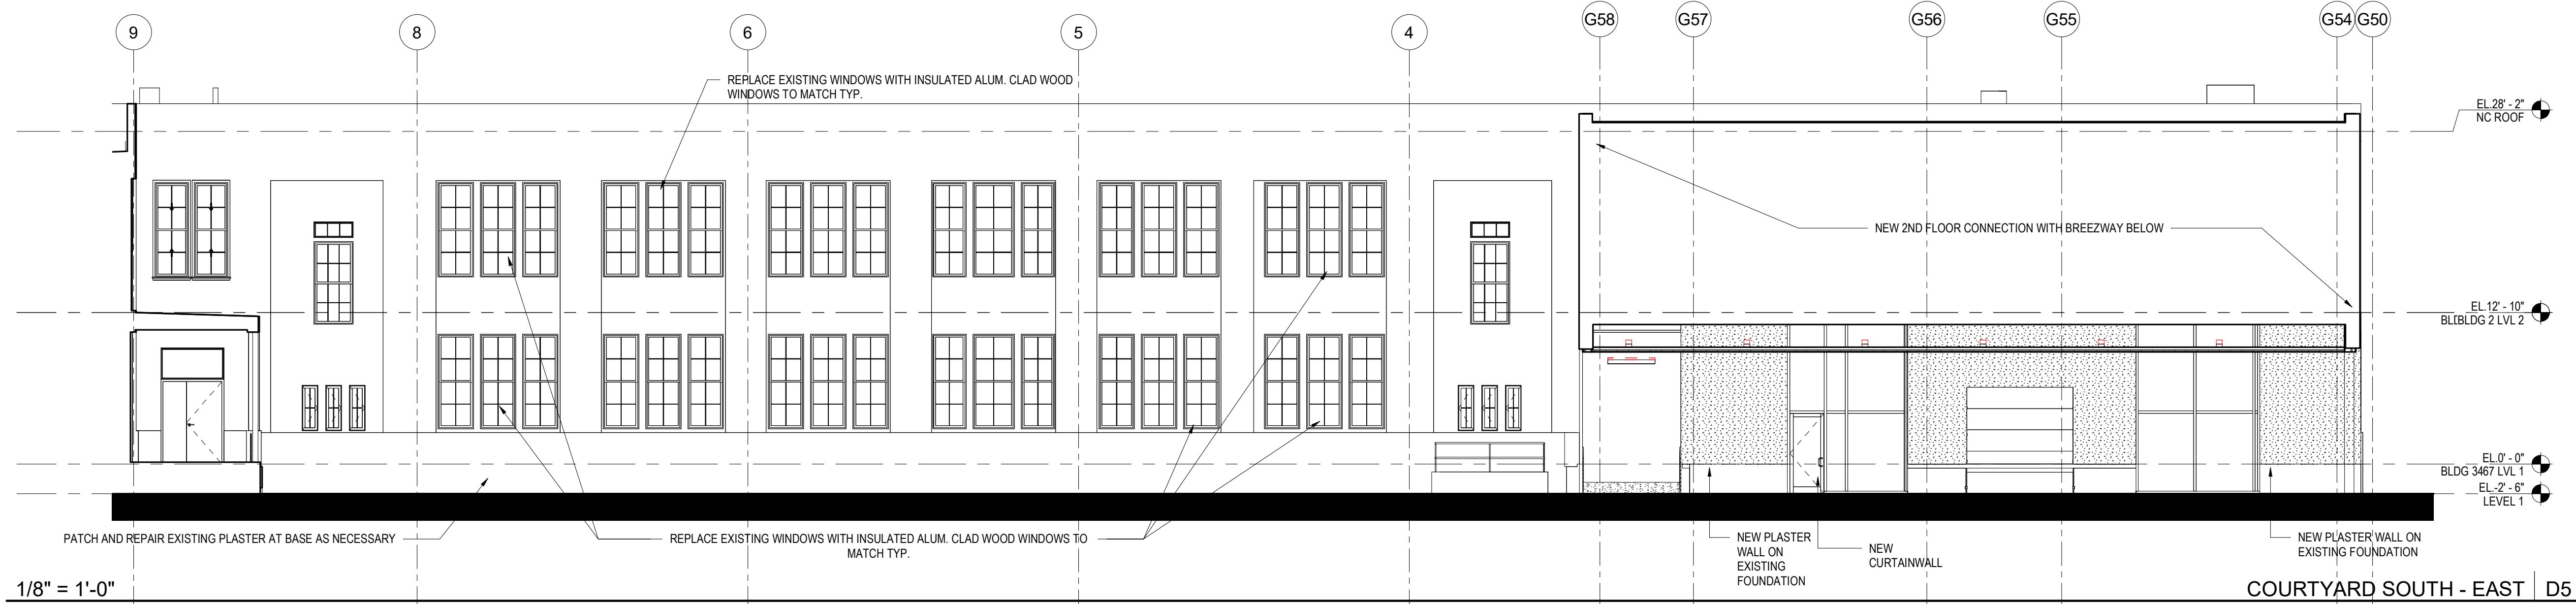 9
8
6
5
4
G58
G57
G56
G55
G54
G50
REPLACE EXISTING WINDOWS WITH INSULATED ALUM. CLAD WOOD
WINDOWS TO MATCH TYP.
EL.28' - 2"
NC ROOF
NEW 2ND FLOOR CONNECTION WITH BREEZWAY BELOW
EL.12' - 10"
BLDG 2 LVL 2
EL.0' - 0"
BLDG 3467 LVL 1
EL.-2' - 6"
LEVEL 1
PATCH AND REPAIR EXISTING PLASTER AT BASE AS NECESSARY
REPLACE EXISTING WINDOWS WITH INSULATED ALUM. CLAD WOOD WINDOWS TO
MATCH TYP.
NEW PLASTER
WALL ON
EXISTING
FOUNDATION
NEW
CURTAINWALL
NEW PLASTER WALL ON
EXISTING FOUNDATION
1/8" = 1'-0"
COURTYARD SOUTH - EAST D5